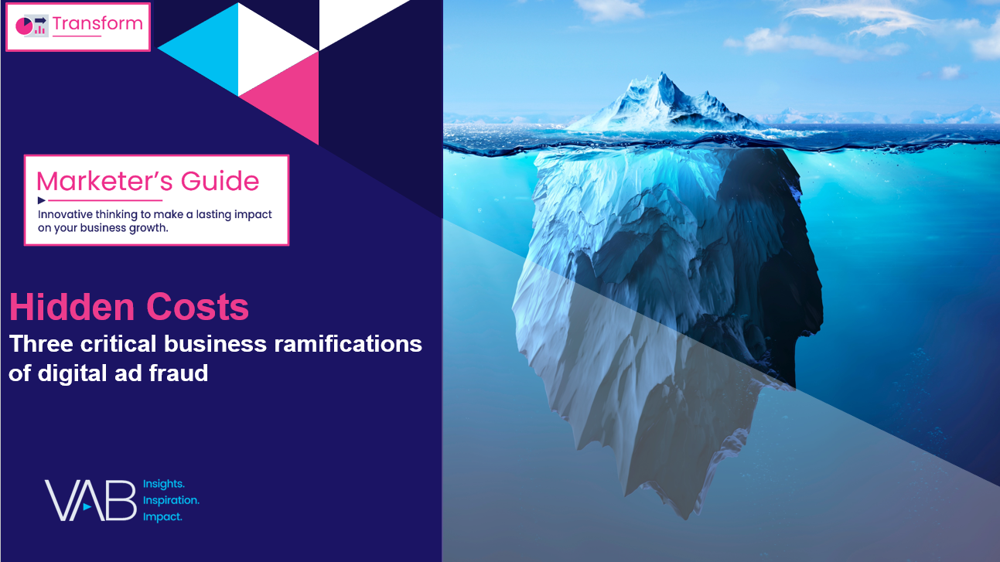 Transform
Marketer's Guide
Innovative thinking to make a lasting impact
on your business growth.
Hidden Costs
Three critical business ramifications
of digital ad fraud
VAB
Insights.
Inspiration.
Impact.